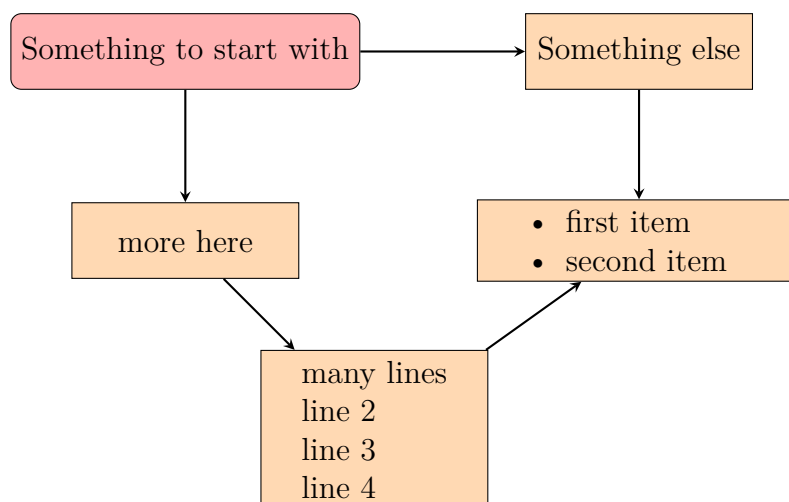 Something to start with
Something else
more here
• first item
• second item
many lines
line 2
line 3
line 4